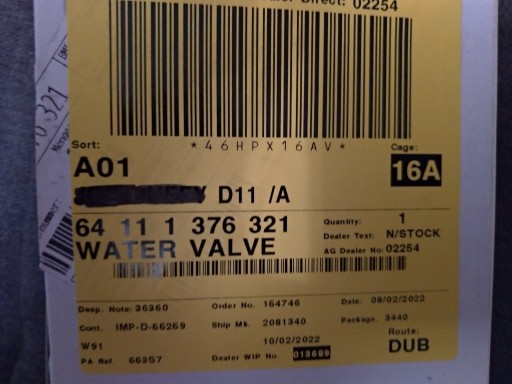 Direct: 02254
*46HPX16AV*
Sort:
Cage:
A01
16A
D11 /A
64 11 1 376 321
WATER VALVE
Quantity: 1
Dealer Text: N/STOCK
AG Dealer No: 02254
Desp. Note: 36360
Order No. 164746
Date: 08/02/2022
Cont. IMP-D-66269
Ship Mk. 2081340
Package. 3440
W91
10/02/2022
Route:
DUB
PA Ref. 66357
Dealer WIP No.
321